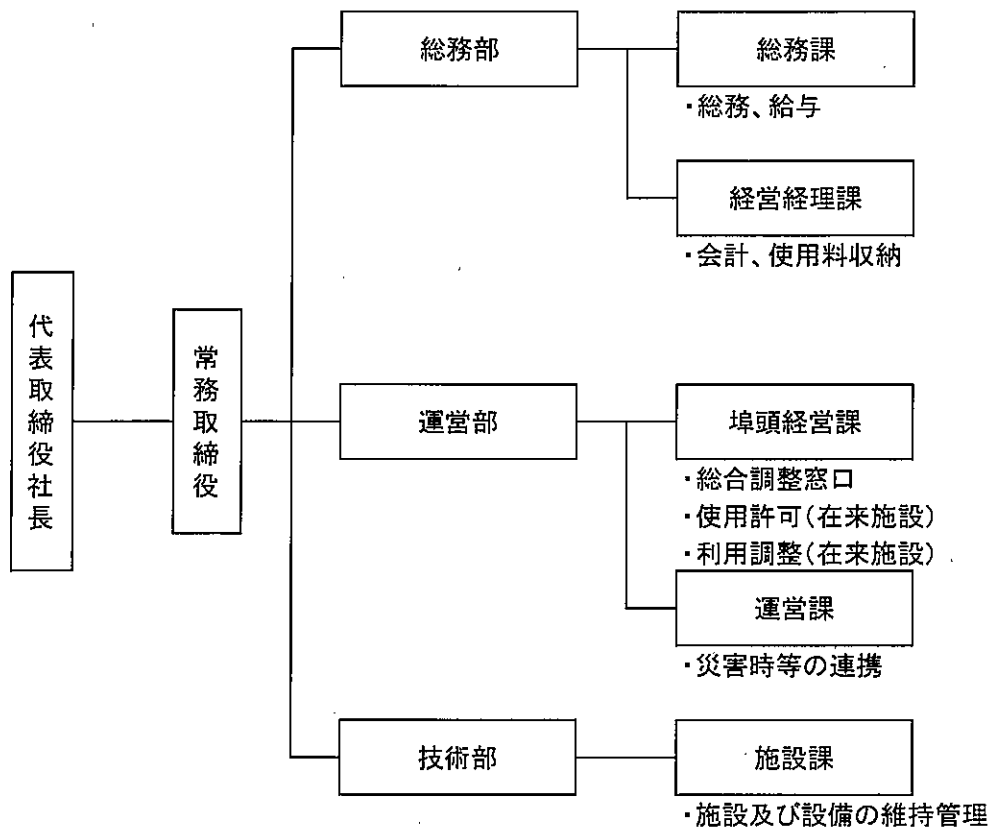 代表取締役社長
常務取締役
総務部
総務課
・総務、給与
経営経理課
・会計、使用料収納
運営部
埠頭経営課
・総合調整窓口
・使用許可(在来施設)
・利用調整(在来施設)
運営課
・災害時等の連携
技術部
施設課
・施設及び設備の維持管理